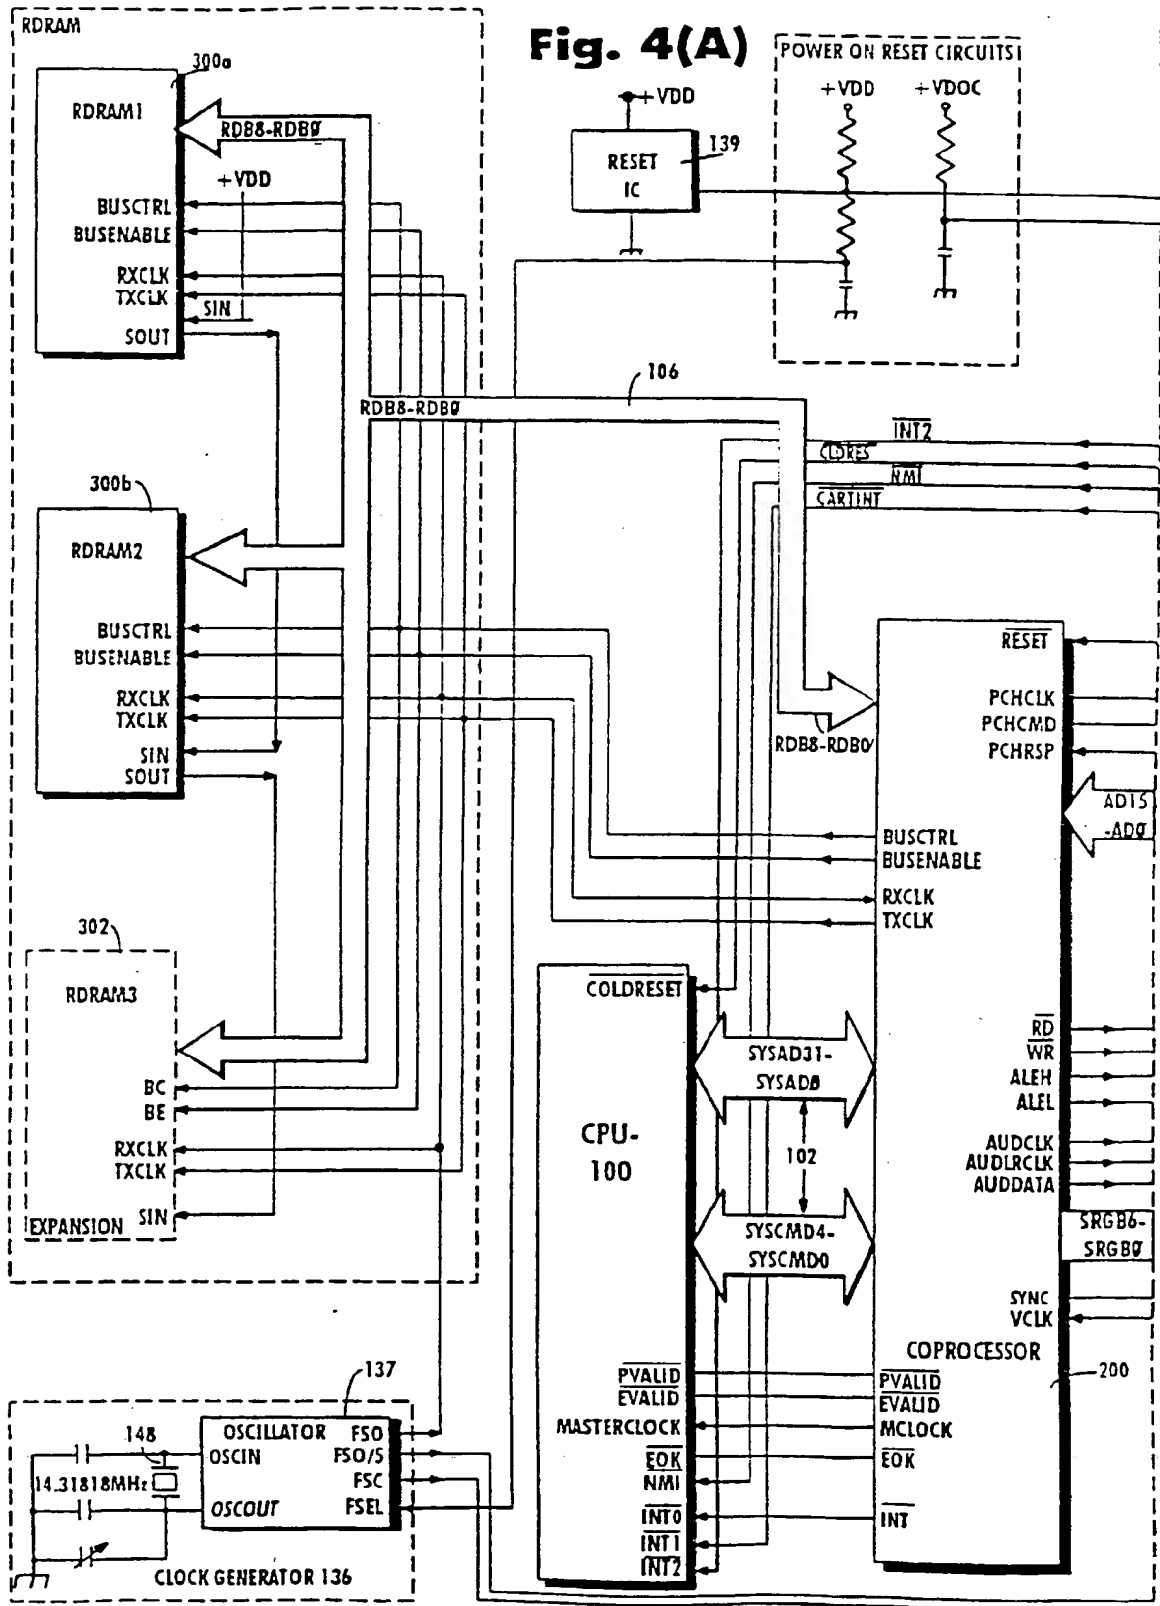 RDRAM
Fig. 4(A)
300a
RDRAM1
RDB8-RDB0
+VDD
BUSCTRL
BUSENABLE
RXCLK
TXCLK
SIN
SOUT
+VDD
RESET
IC
139
POWER ON RESET CIRCUITS
+VDD
+VDOC
106
RDB8-RDB0
INT2
CLDRES
NMI
CARTINT
300b
RDRAM2
BUSCTRL
BUSENABLE
RXCLK
TXCLK
SIN
SOUT
RDB8-RDB0
RESET
PCHCLK
PCHCMD
PCHRSP
AD15
-AD0
BUSCTRL
BUSENABLE
RXCLK
TXCLK
302
RDRAM3
BC
BE
RXCLK
TXCLK
SIN
EXPANSION
COLDRESET
CPU-
100
SYSAD31-
SYSAD0
102
SYSCMD4-
SYSCMD0
RD
WR
ALEH
ALEL
AUDCLK
AUDLRCLK
AUDDATA
SRGB6-
SRGB0
SYNC
VCLK
COPROCESSOR
200
PVALID
EVALID
MASTERCLOCK
EOK
NMI
INT0
INT1
INT2
PVALID
EVALID
MCLOCK
EOK
INT
137
148
14.31818MHz
OSCILLATOR
OSCIN
OSCOUT
FSO
FSO/5
FSC
FSEL
CLOCK GENERATOR 136